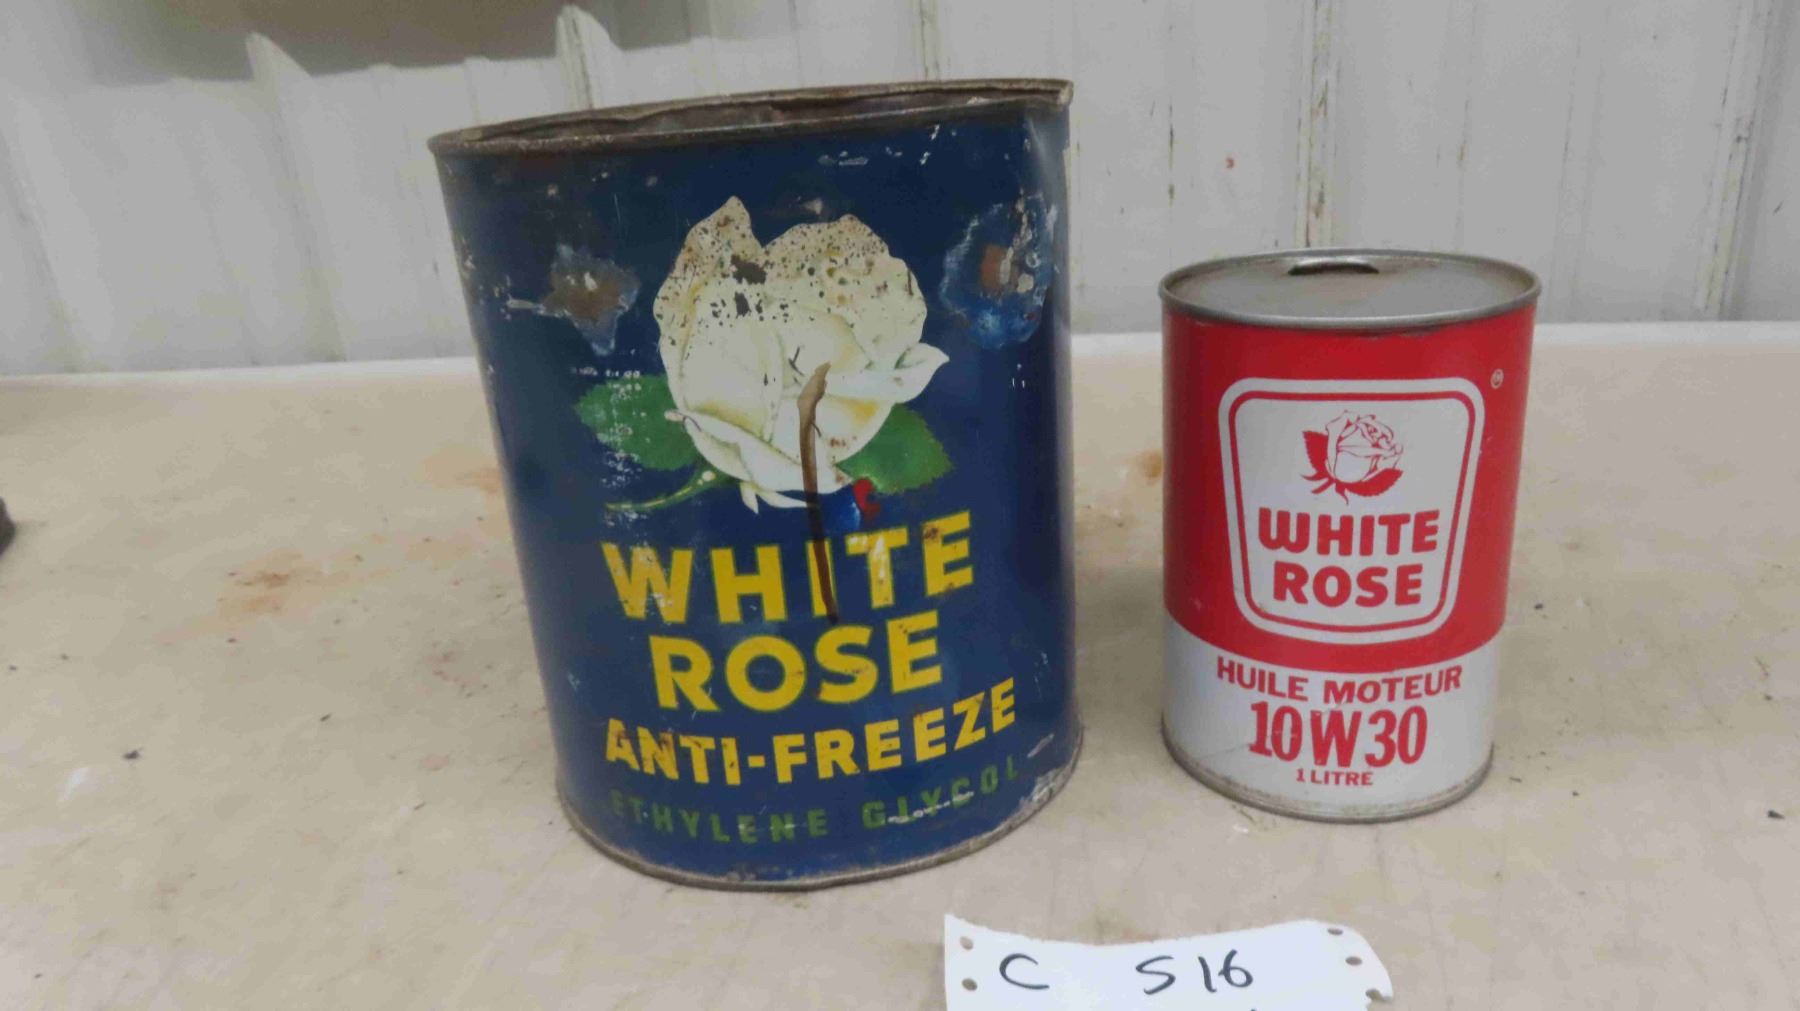 WHITE
ROSE
ANTI-FREEZE
ETHYLENE GLYCOL
®
WHITE
ROSE
HUILE MOTEUR
10W30
1 LITRE
C 516